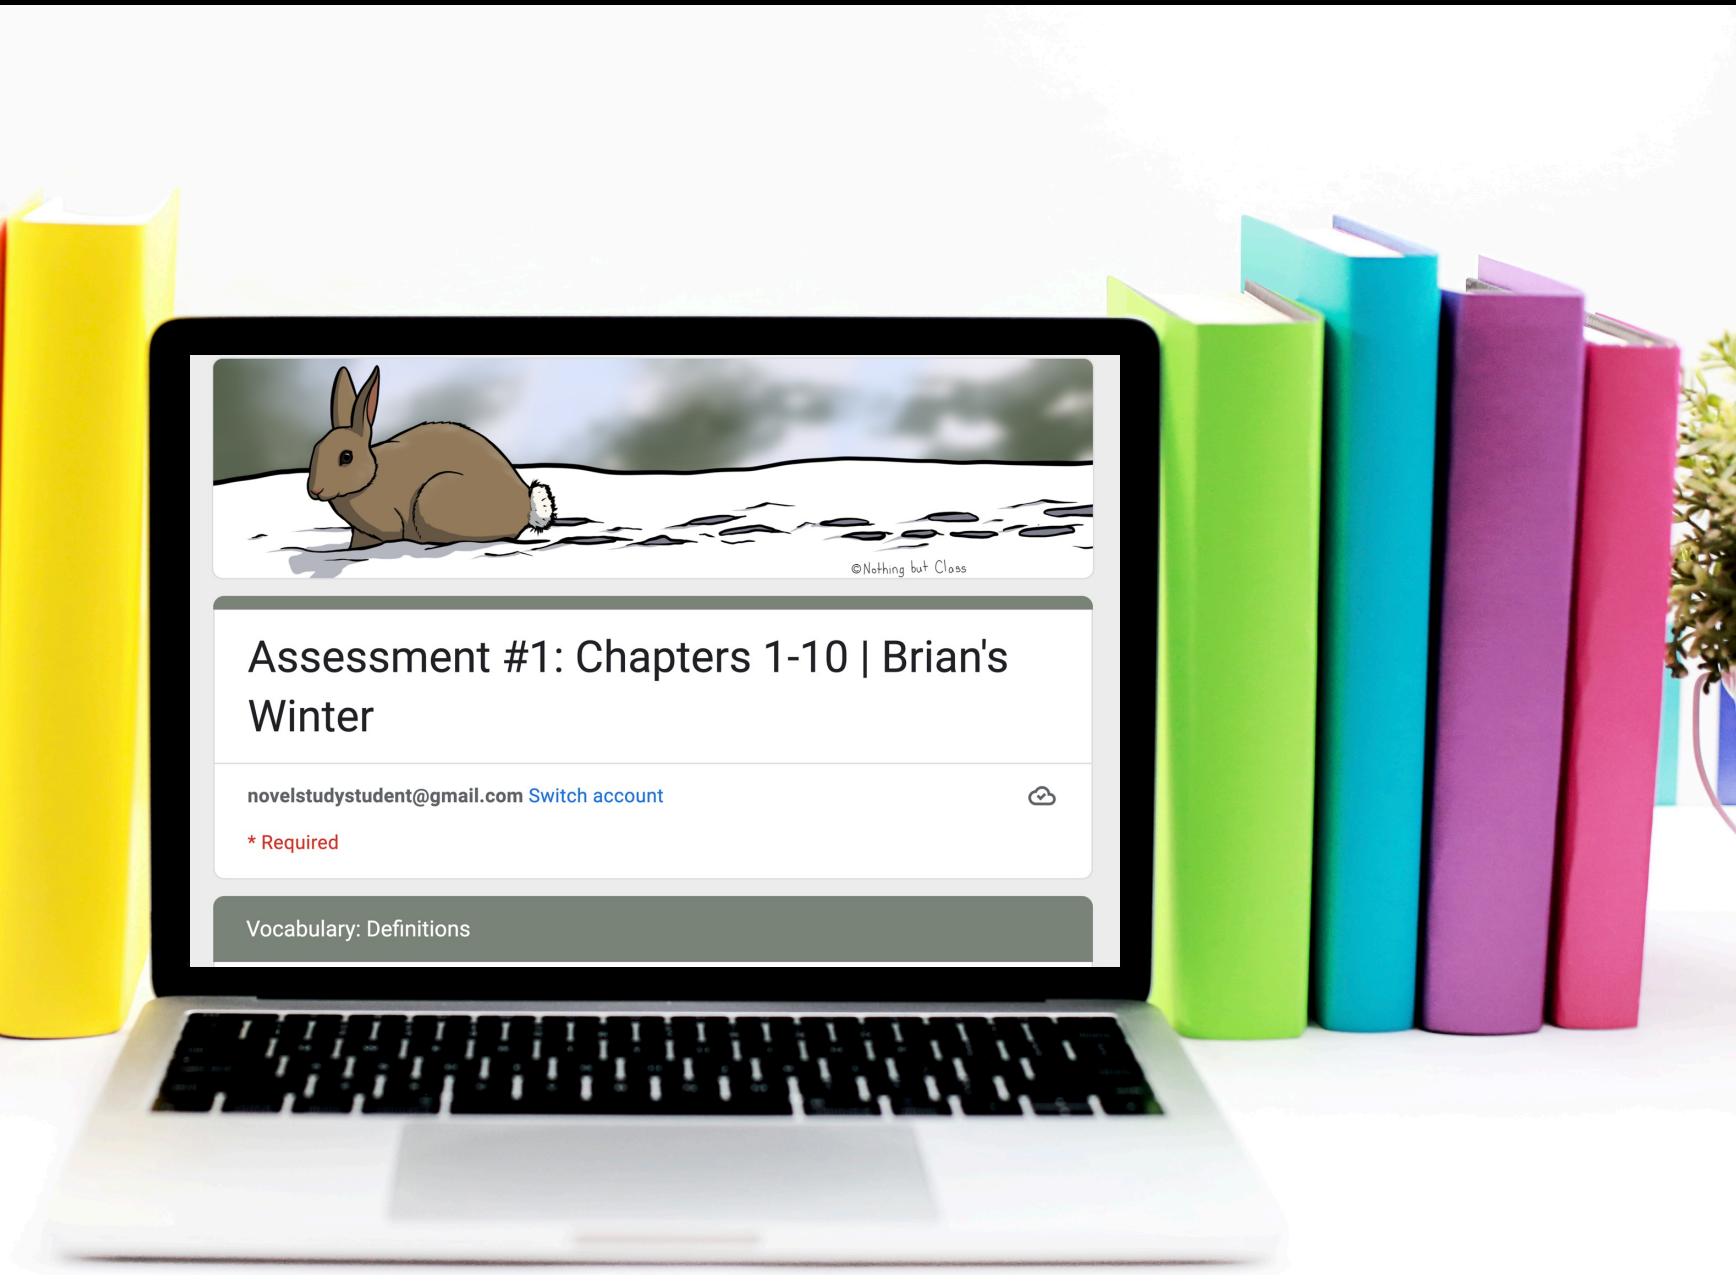 ©Nothing but Class
Assessment #1: Chapters 1-10 | Brian's
Winter
novelstudystudent@gmail.com Switch account
* Required
Vocabulary: Definitions